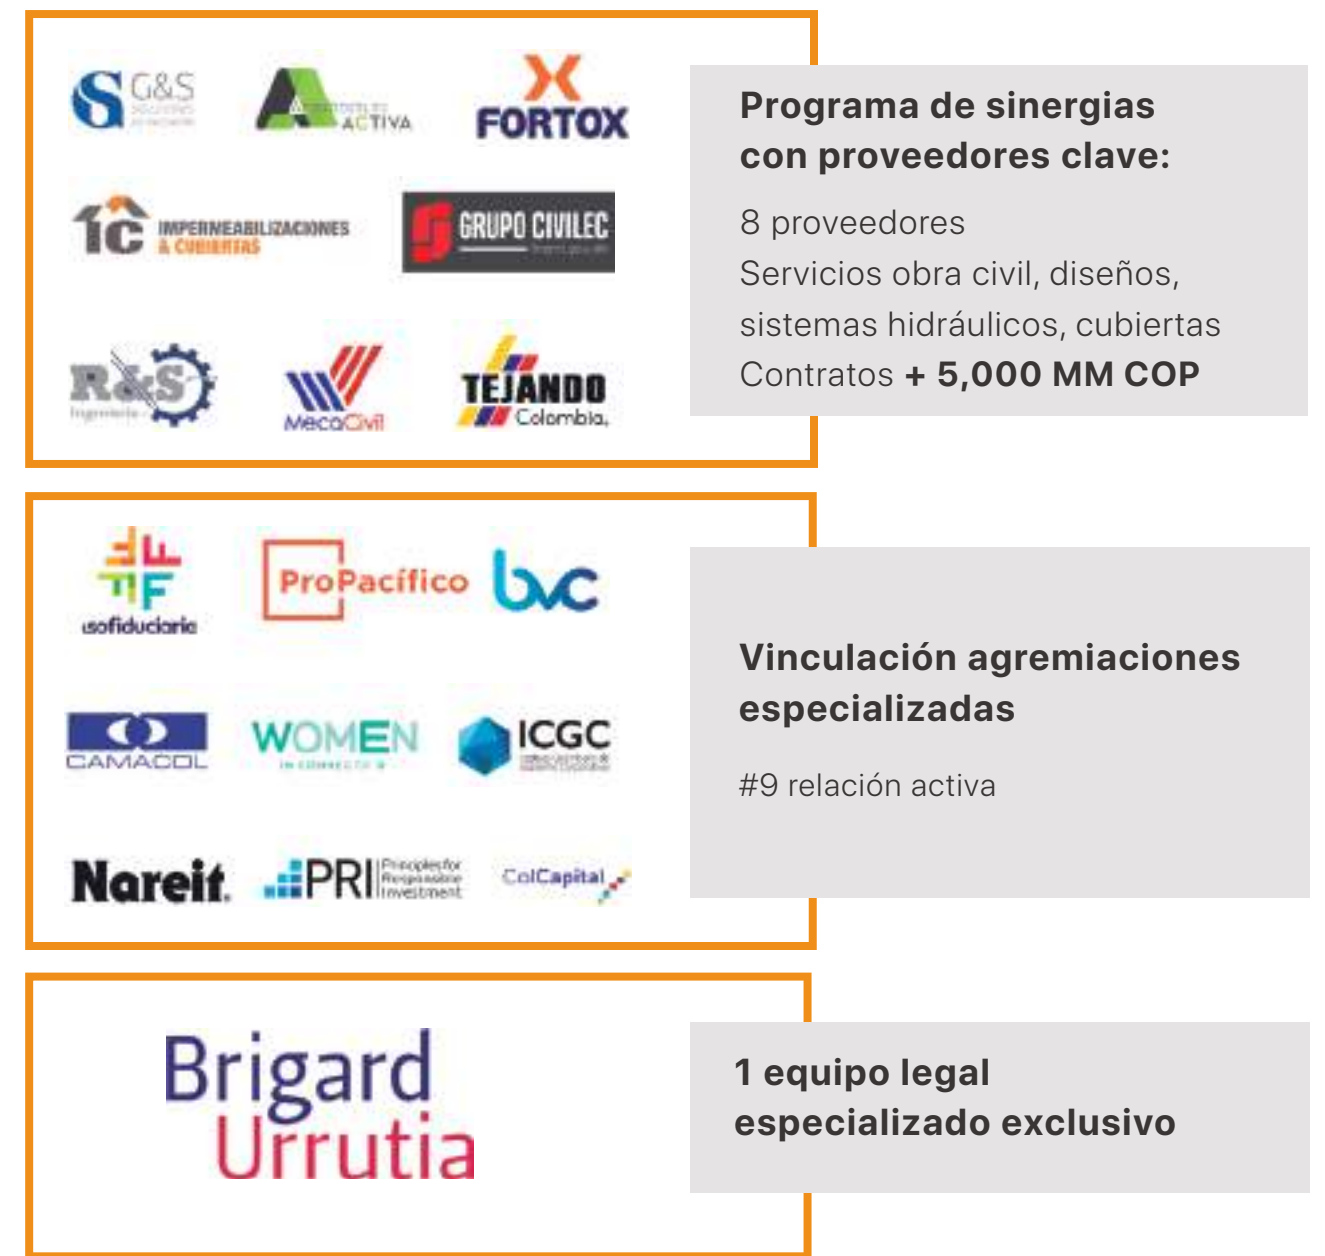 G&S
ACTIVA
FORTOX
IMPERMEABILIZACIONES
& CUBIERTAS
GRUPO CIVILEC
R&S
Ingeniería
MecaCivil
TEJANDO
Colombia.
Programa de sinergias
con proveedores clave:
8 proveedores
Servicios obra civil, diseños,
sistemas hidráulicos, cubiertas
Contratos + 5,000 MM COP
asofiduciaria
ProPacífico
bvc
CAMACOL
WOMEN
ICGC
Nareit.
PRI Principles for
Responsible
Investment
ColCapital
Vinculación agremiaciones
especializadas
#9 relación activa
Brigard
Urrutia
1 equipo legal
especializado exclusivo